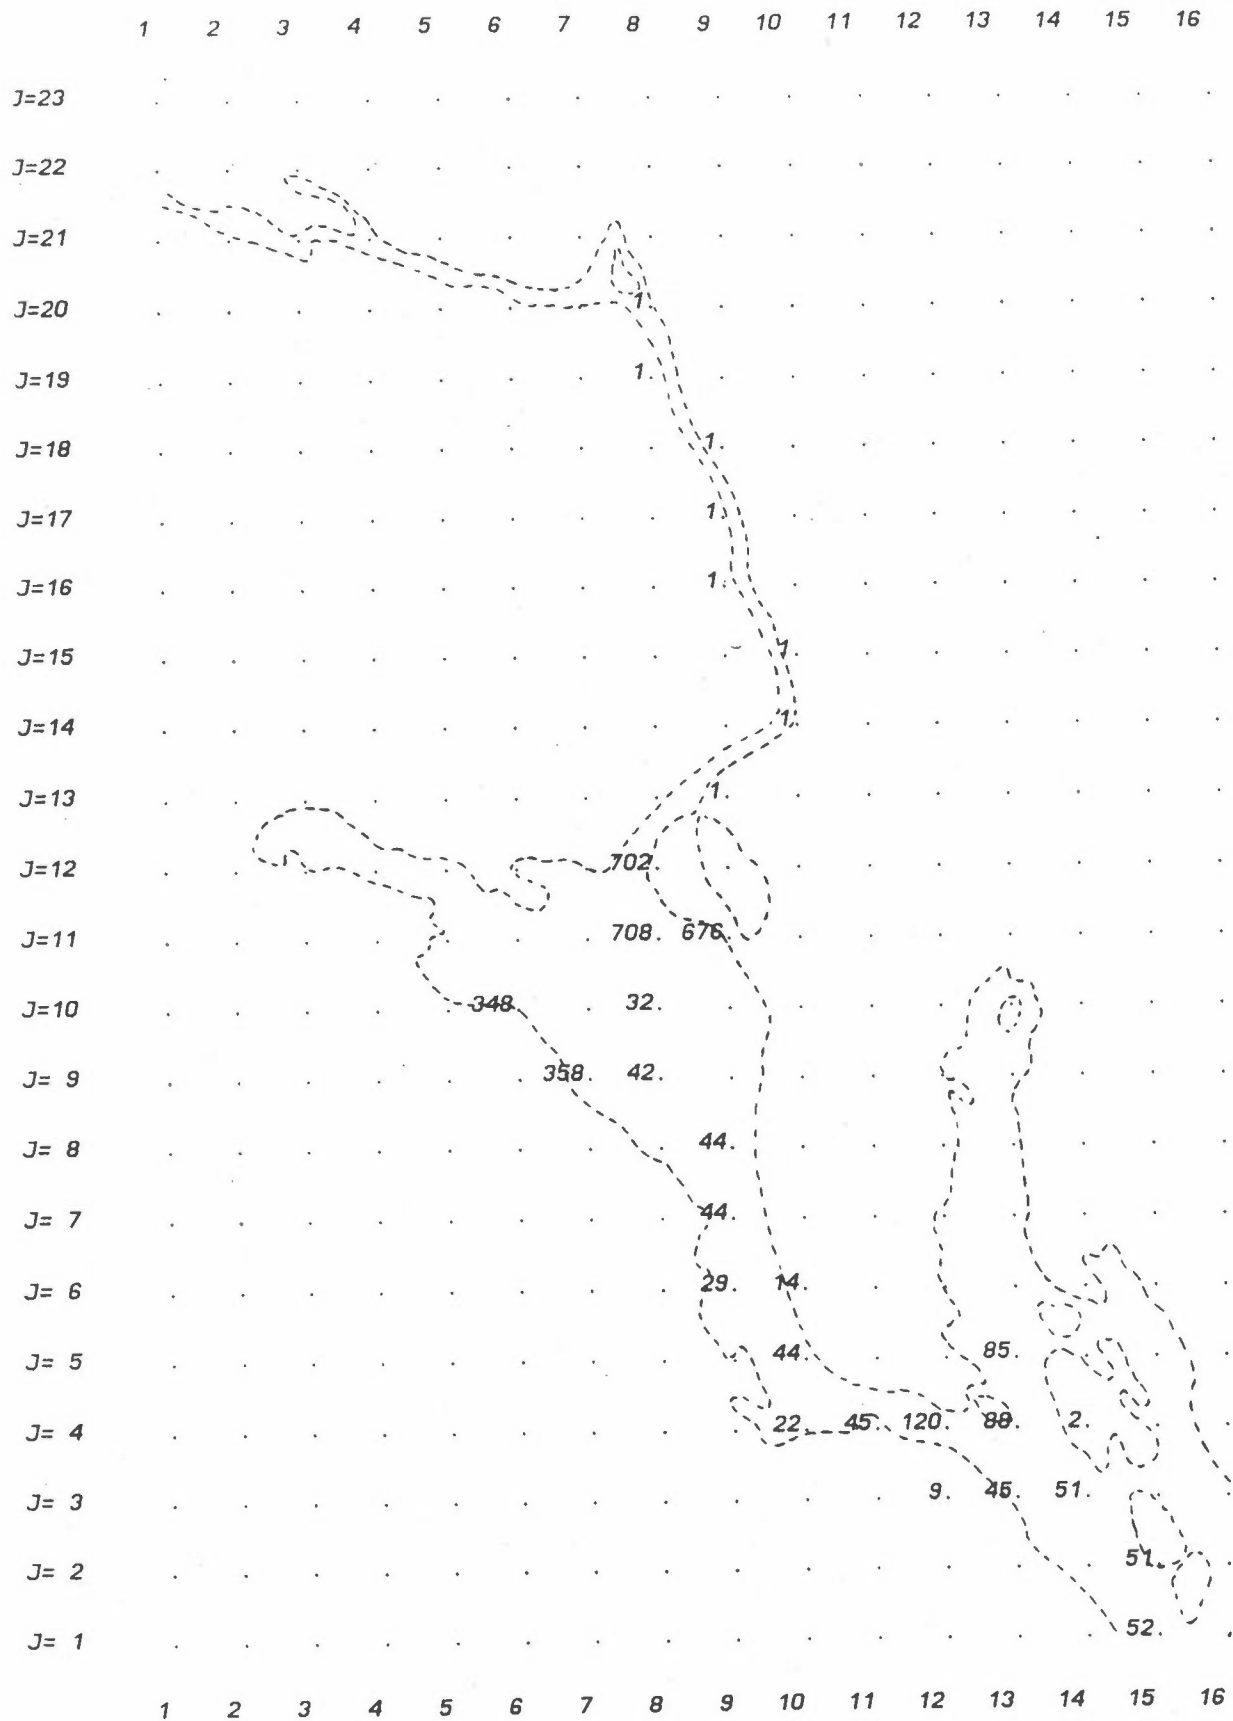 1 2 3 4 5 6 7 8 9 10 11 12 13 14 15 16
J=23
J=22
J=21
J=20 1.
J=19 1.
J=18 1.
J=17 1.
J=16 1.
J=15 1.
J=14 1.
J=13 1.
J=12 702.
J=11 708. 676.
J=10 348. 32.
J= 9 358. 42.
J= 8 44.
J= 7 44.
J= 6 29. 14.
J= 5 44. 85.
J= 4 22. 45. 120. 88. 2.
J= 3 9. 45. 51.
J= 2 51.
J= 1 52.
1 2 3 4 5 6 7 8 9 10 11 12 13 14 15 16